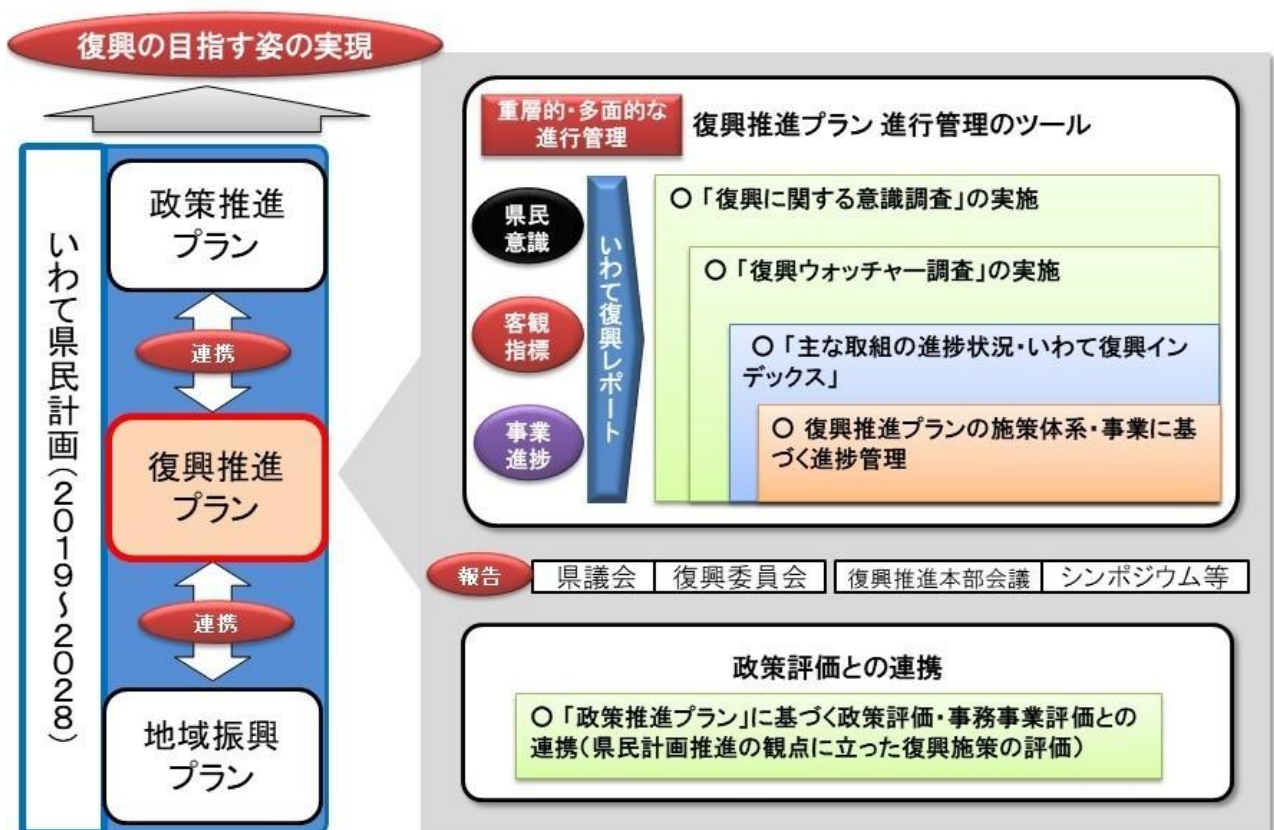 復興の目指す姿の実現
いわて県民計画(2019~2028)
政策推進
プラン
連携
復興推進
プラン
連携
地域振興
プラン
重層的・多面的な
進行管理
復興推進プラン 進行管理のツール
県民
意識
客観
指標
事業
進捗
いわて復興レポート
○「復興に関する意識調査」の実施
○「復興ウォッチャー調査」の実施
○「主な取組の進捗状況・いわて復興イン
デックス」
○ 復興推進プランの施策体系・事業に基
づく進捗管理
報告
県議会
復興委員会
復興推進本部会議
シンポジウム等
政策評価との連携
○「政策推進プラン」に基づく政策評価・事務事業評価との
連携(県民計画推進の観点に立った復興施策の評価)